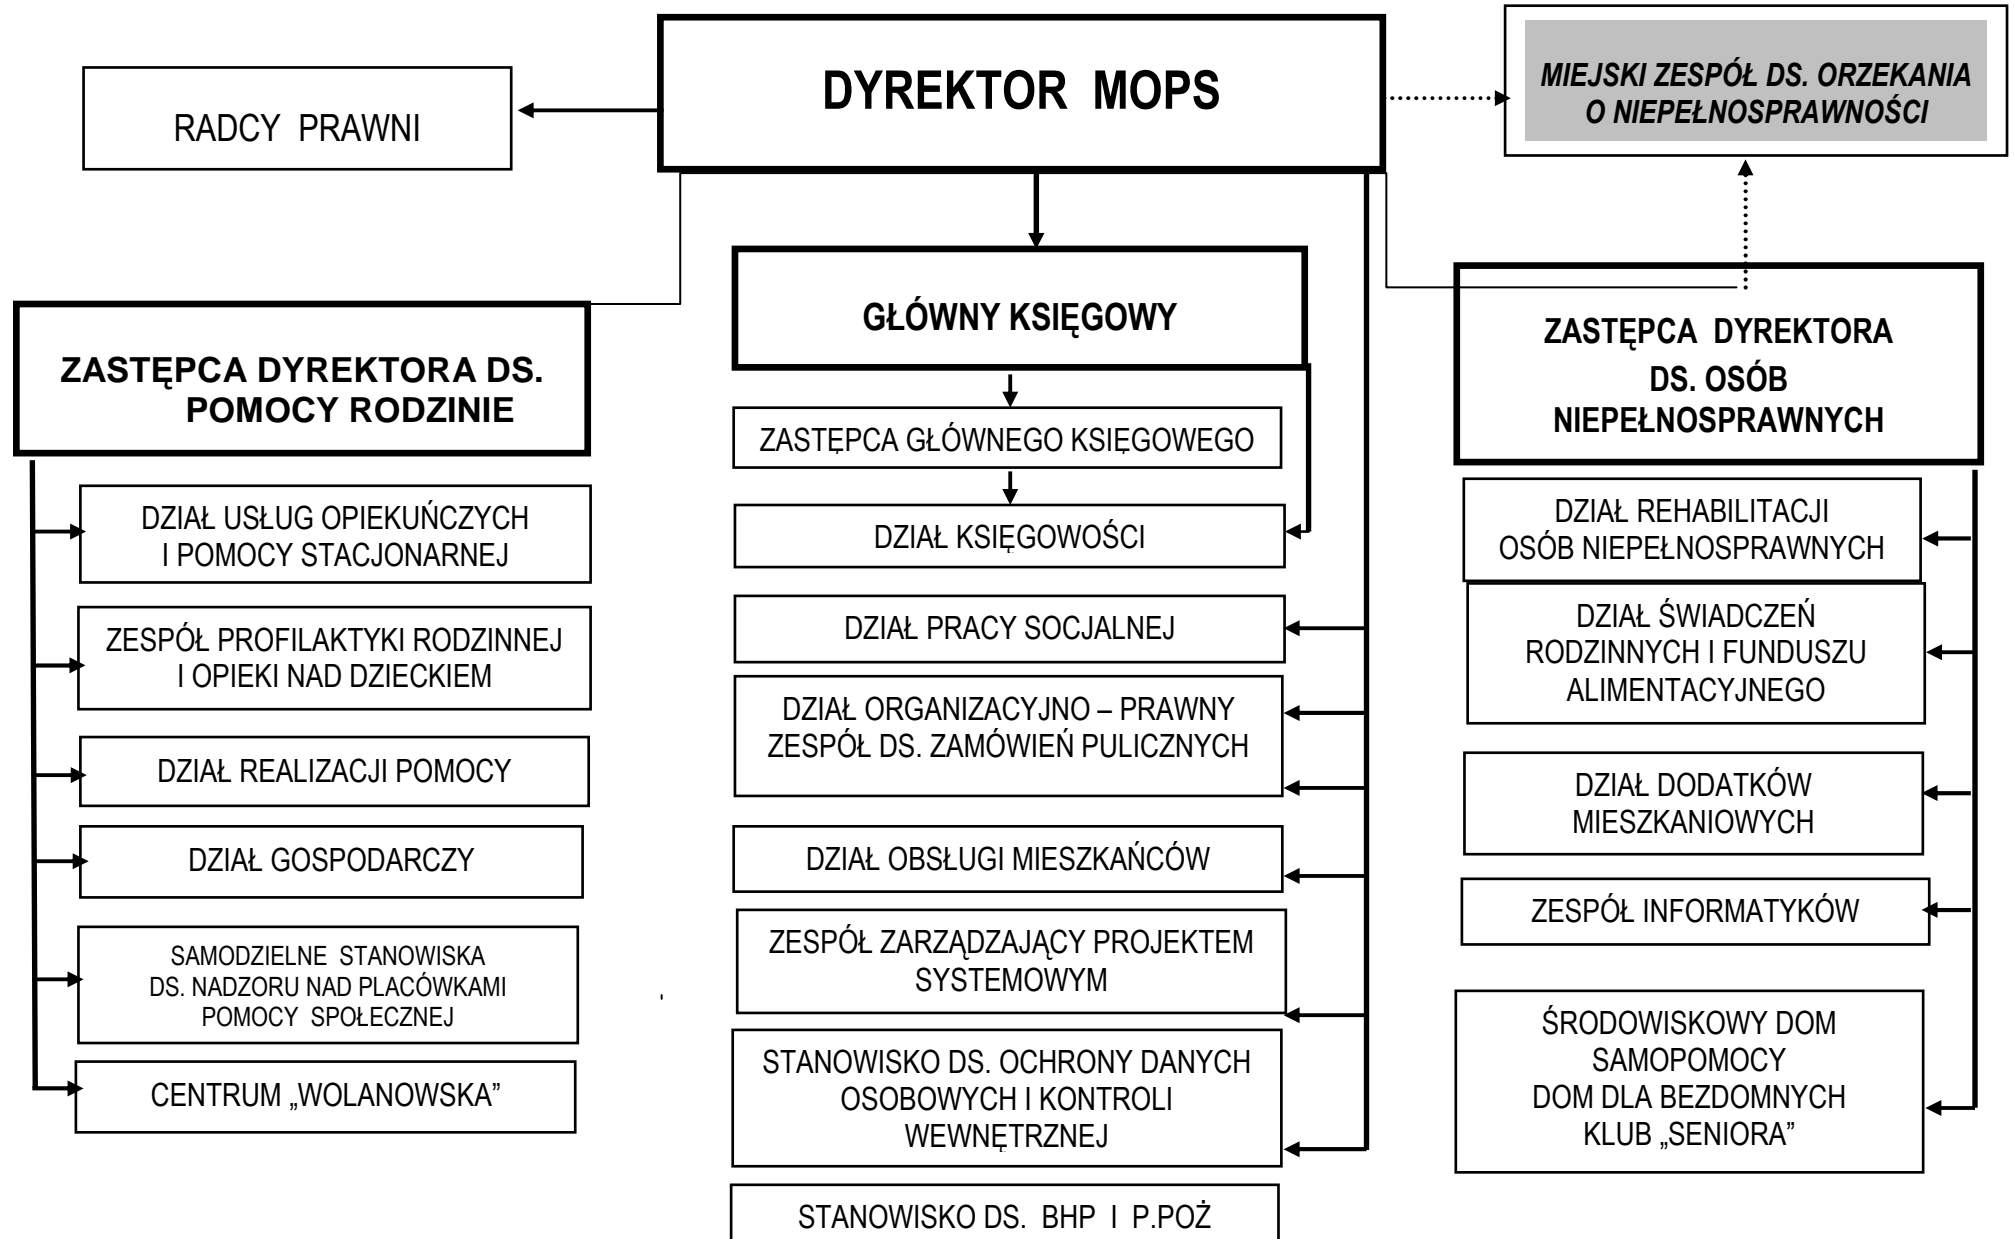 DYREKTOR MOPS
RADCY PRAWNI
MIEJSKI ZESPÓŁ DS. ORZEKANIA
O NIEPEŁNOSPRAWNOŚCI
ZASTĘPCA DYREKTORA DS.
POMOCY RODZINIE
DZIAŁ USŁUG OPIEKUŃCZYCH
I POMOCY STACJONARNEJ
ZESPÓŁ PROFILAKTYKI RODZINNEJ
I OPIEKI NAD DZIECKIEM
DZIAŁ REALIZACJI POMOCY
DZIAŁ GOSPODARCZY
SAMODZIELNE STANOWISKA
DS. NADZORU NAD PLACÓWKAMI
POMOCY SPOŁECZNEJ
CENTRUM „WOLANOWSKA”
GŁÓWNY KSIĘGOWY
ZASTĘPCA GŁÓWNEGO KSIĘGOWEGO
DZIAŁ KSIĘGOWOŚCI
DZIAŁ PRACY SOCJALNEJ
DZIAŁ ORGANIZACYJNO – PRAWNY
ZESPÓŁ DS. ZAMÓWIEŃ PULICZNYCH
DZIAŁ OBSŁUGI MIESZKAŃCÓW
ZESPÓŁ ZARZĄDZAJĄCY PROJEKTEM
SYSTEMOWYM
STANOWISKO DS. OCHRONY DANYCH
OSOBOWYCH I KONTROLI
WEWNĘTRZNEJ
STANOWISKO DS. BHP I P.POŻ
ZASTĘPCA DYREKTORA
DS. OSÓB
NIEPEŁNOSPRAWNYCH
DZIAŁ REHABILITACJI
OSÓB NIEPEŁNOSPRAWNYCH
DZIAŁ ŚWIADCZEŃ
RODZINNYCH I FUNDUSZU
ALIMENTACYJNEGO
DZIAŁ DODATKÓW
MIESZKANIOWYCH
ZESPÓŁ INFORMATYKÓW
ŚRODOWISKOWY DOM
SAMOPOMOCY
DOM DLA BEZDOMNYCH
KLUB „SENIORA”